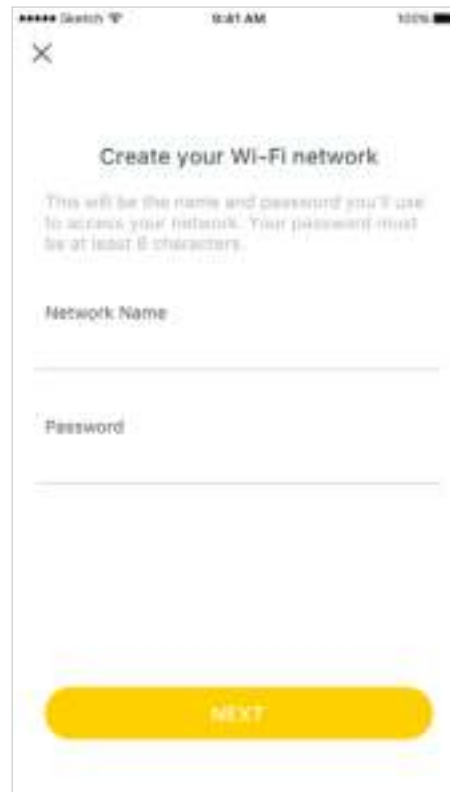 Sketch 9:41 AM 100%
Create your Wi-Fi network
This will be the name and password you'll use
to access your network. Your password must
be at least 8 characters.
Network Name
Password
NEXT